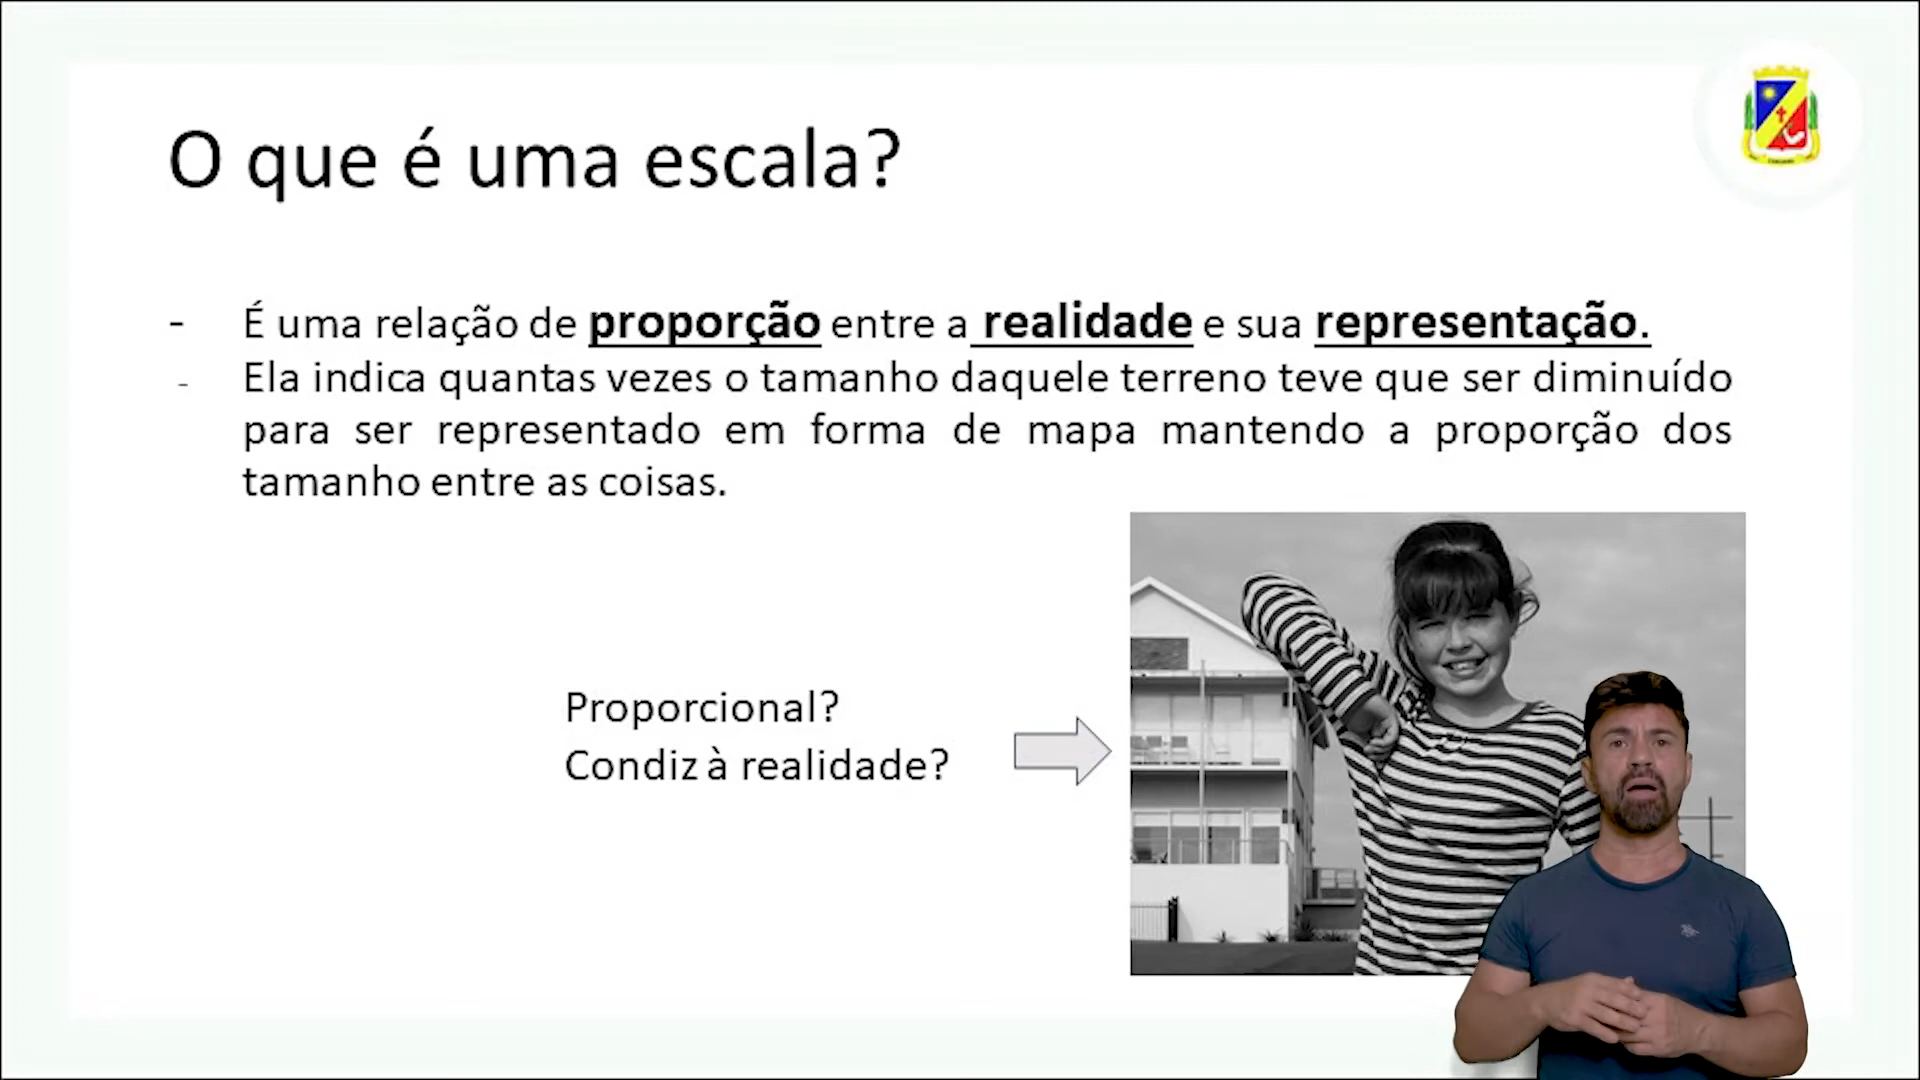 O que é uma escala?
- É uma relação de proporção entre a realidade e sua representação.
- Ela indica quantas vezes o tamanho daquele terreno teve que ser diminuído
para ser representado em forma de mapa mantendo a proporção dos
tamanho entre as coisas.
Proporcional?
Condiz à realidade?